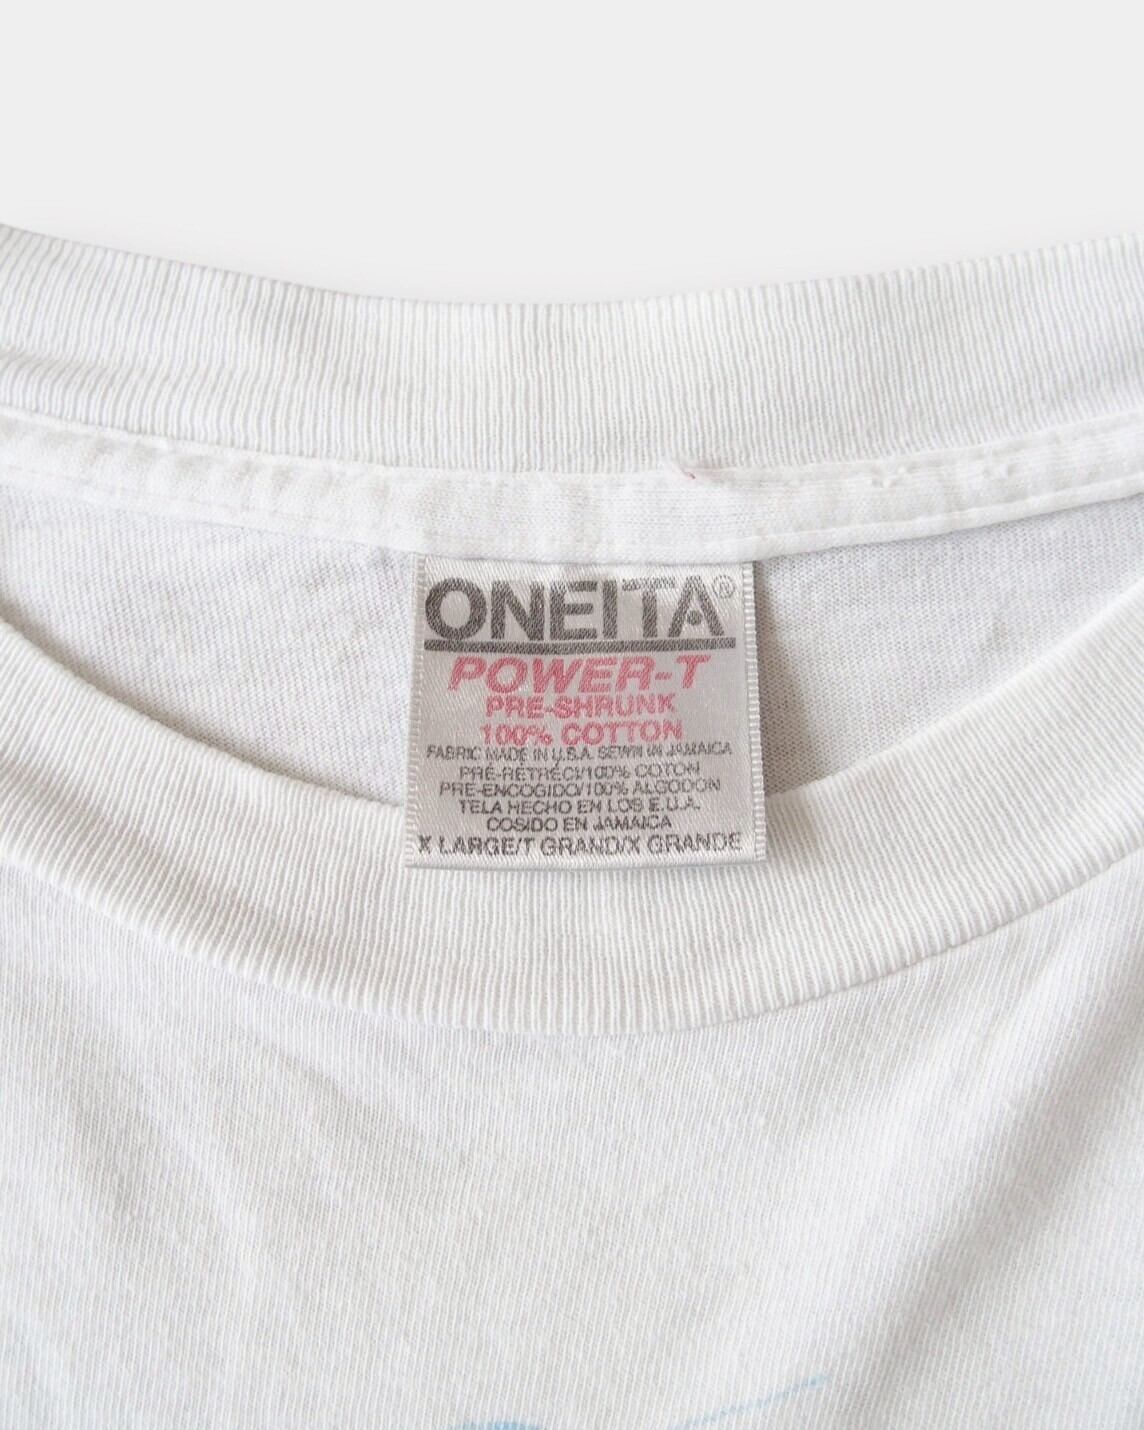 ONEITA®
POWER-T
PRE-SHRUNK
100% COTTON
FABRIC MADE IN U.S.A. SEWN IN JAMAICA
PRÉ-RÉTRÉCI/100% COTON
PRE-ENCOGIDO/100% ALGODON
TELA HECHO EN LOS E.U.A.
COSIDO EN JAMAICA
X LARGE/T GRAND/X GRANDE